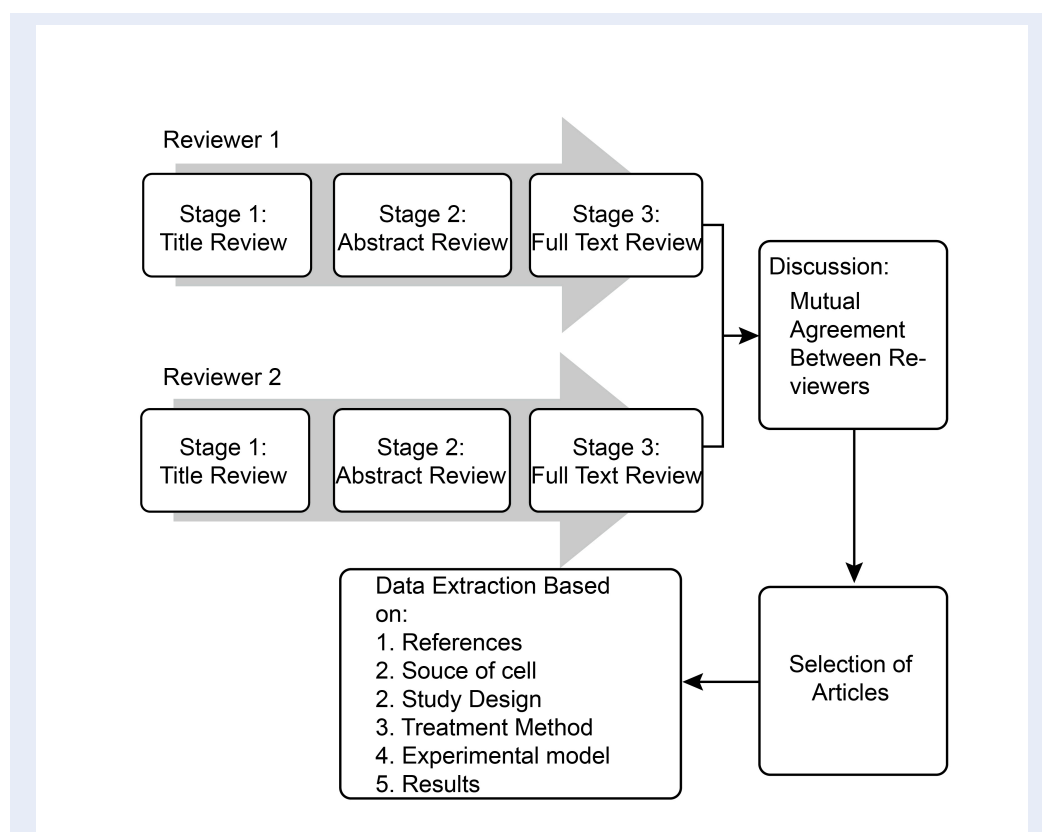 Reviewer 1
Stage 1:
Title Review
Stage 2:
Abstract Review
Stage 3:
Full Text Review
Reviewer 2
Stage 1:
Title Review
Stage 2:
Abstract Review
Stage 3:
Full Text Review
Discussion:
Mutual
Agreement
Between Re-
viewers
Selection of
Articles
Data Extraction Based
on:
1. References
2. Souce of cell
2. Study Design
3. Treatment Method
4. Experimental model
5. Results